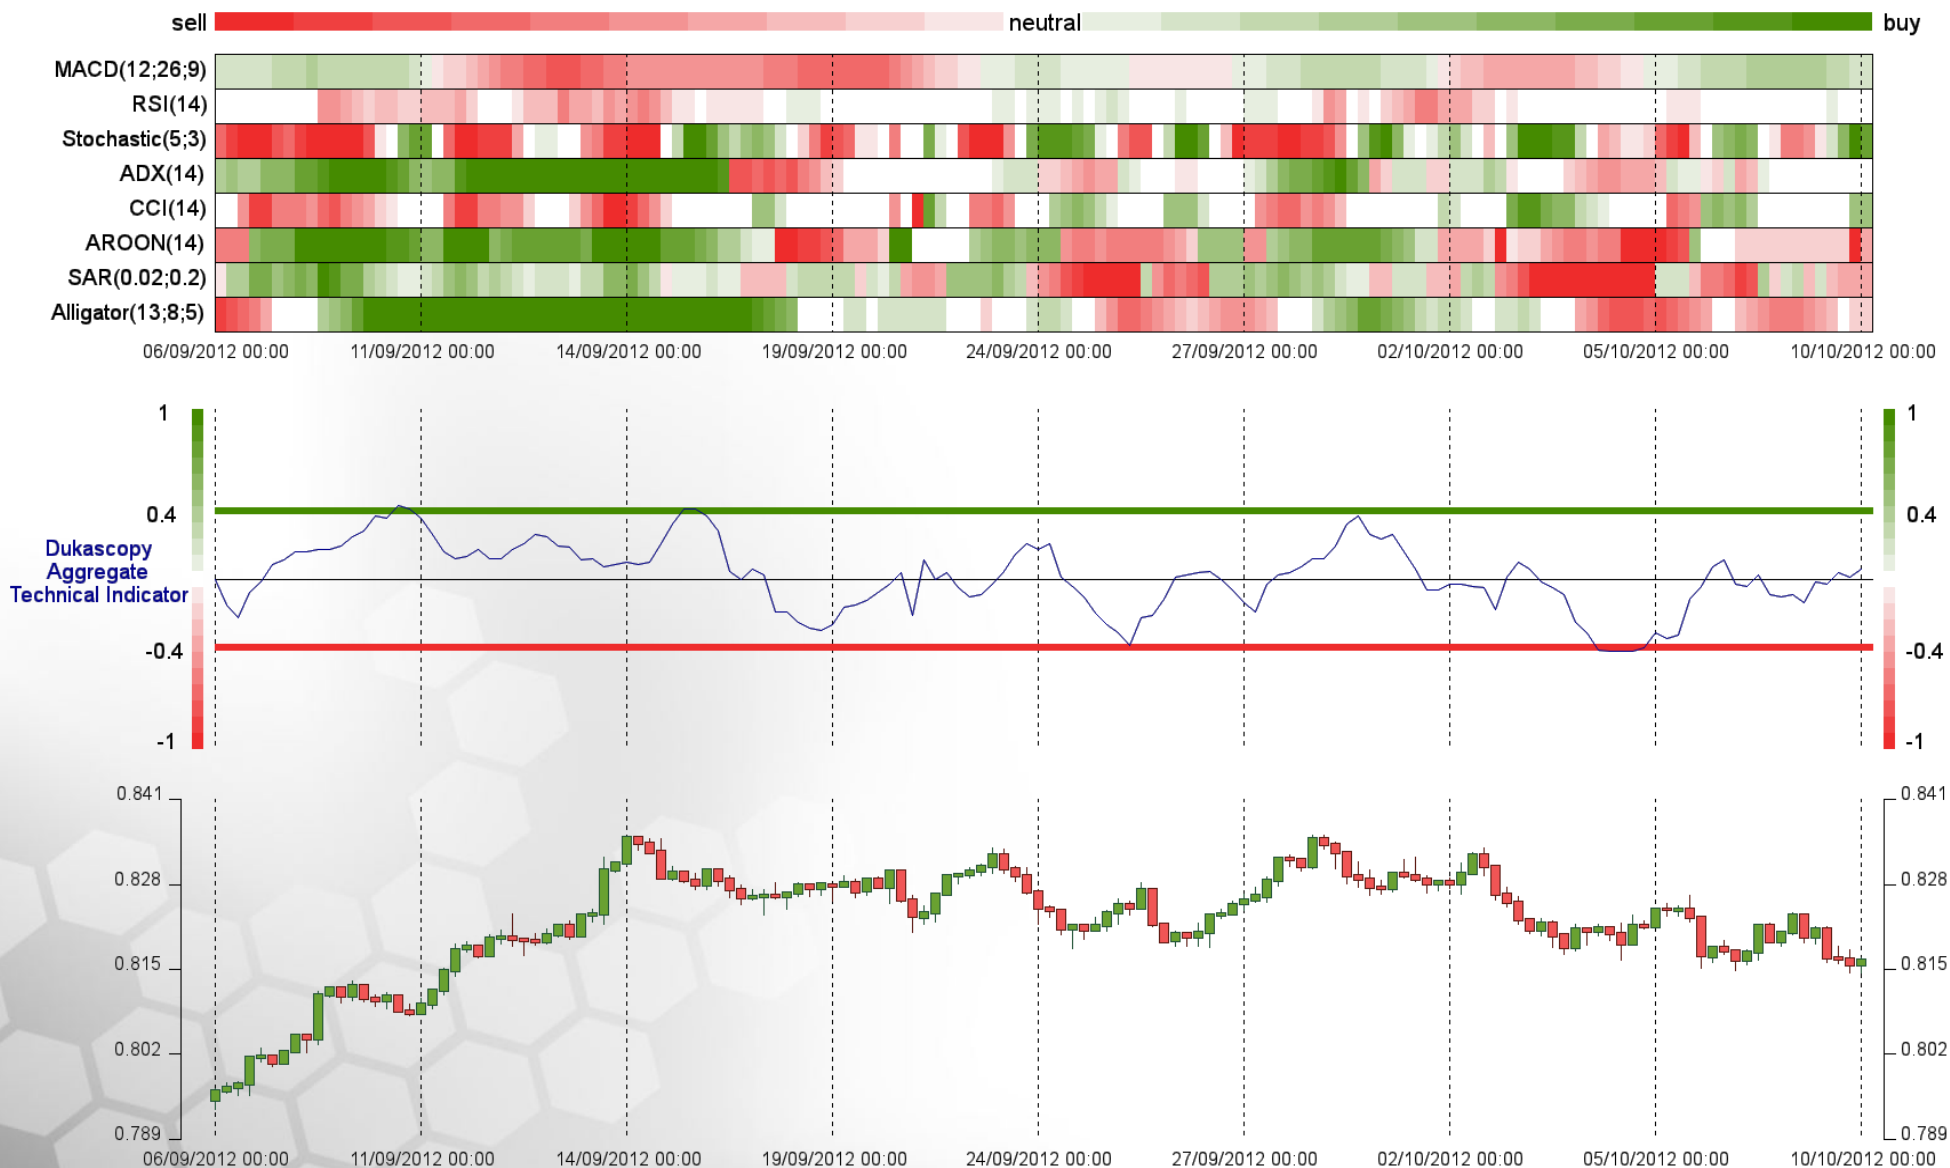 sell neutral buy
MACD(12;26;9)
RSI(14)
Stochastic(5;3)
ADX(14)
CCI(14)
AROON(14)
SAR(0.02;0.2)
Alligator(13;8;5)
06/09/2012 00:00 11/09/2012 00:00 14/09/2012 00:00 19/09/2012 00:00 24/09/2012 00:00 27/09/2012 00:00 02/10/2012 00:00 05/10/2012 00:00 10/10/2012 00:00
1 1
0.4 0.4
Dukascopy
Aggregate
Technical Indicator
-0.4 -0.4
-1 -1
0.841 0.841
0.828 0.828
0.815 0.815
0.802 0.802
0.789 0.789
06/09/2012 00:00 11/09/2012 00:00 14/09/2012 00:00 19/09/2012 00:00 24/09/2012 00:00 27/09/2012 00:00 02/10/2012 00:00 05/10/2012 00:00 10/10/2012 00:00